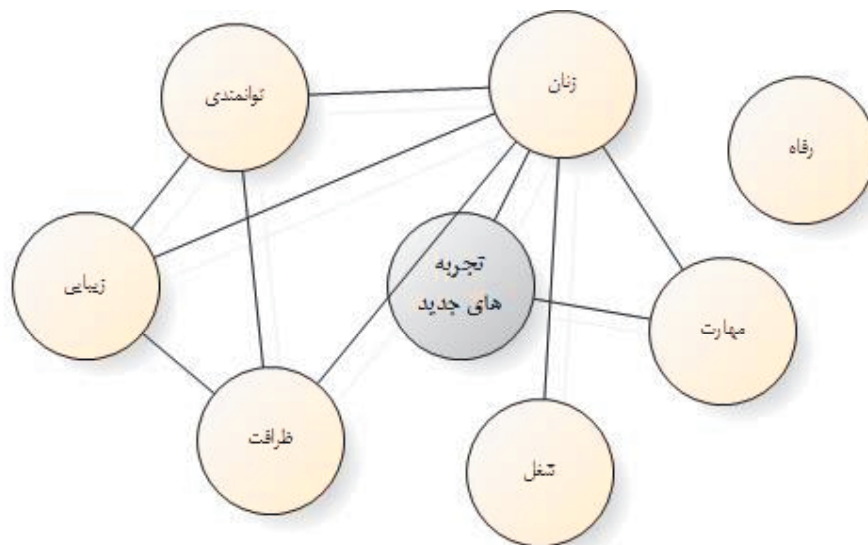 زنان
توانمندی
رفاه
تجربه
های جدید
زیبایی
مهارت
ظرافت
شغل